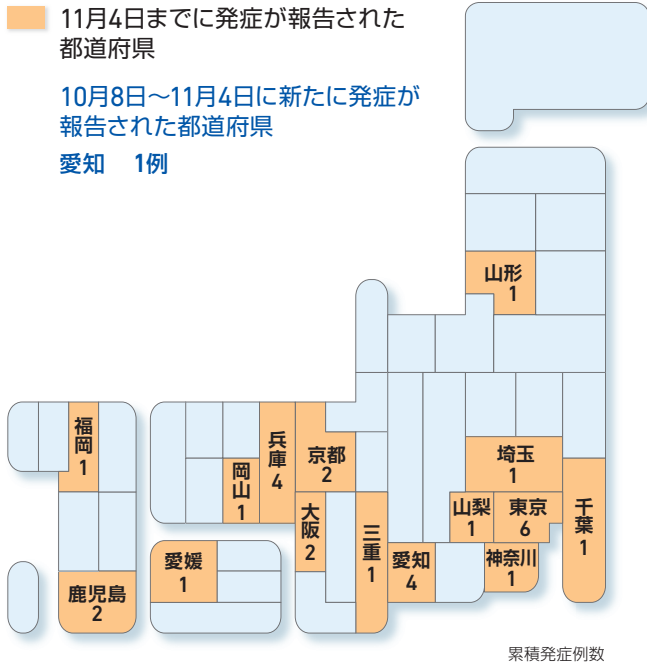 11月4日までに発症が報告された
都道府県
10月8日～11月4日に新たに発症が
報告された都道府県
愛知 1例
山形
1
福岡
1
兵庫
4
京都
2
岡山
1
埼玉
1
大阪
2
三重
1
山梨
1
東京
6
千葉
1
愛媛
1
愛知
4
神奈川
1
鹿児島
2
累積発症例数